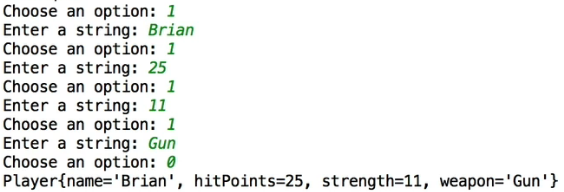 Choose an option: 1
Enter a string: Brian
Choose an option: 1
Enter a string: 25
Choose an option: 1
Enter a string: 11
Choose an option: 1
Enter a string: Gun
Choose an option: 0
Player{name='Brian', hitPoints=25, strength=11, weapon='Gun'}